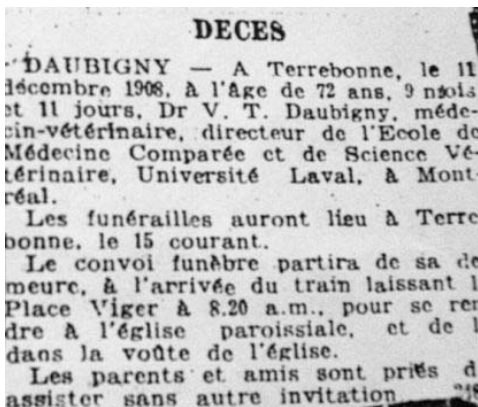 DECES
DAUBIGNY — A Terrebonne, le 11
décembre 1908, à l'âge de 72 ans, 9 mois
et 11 jours, Dr V. T. Daubigny, méde-
cin-vétérinaire, directeur de l'Ecole de
Médecine Comparée et de Science Vé-
térinaire, Université Laval, à Mont-
réal.
Les funérailles auront lieu à Terre
bonne, le 15 courant.
Le convoi funèbre partira de sa de
meure, à l'arrivée du train laissant l
Place Viger à 8.20 a.m., pour se ren
dre à l'église paroissiale, et de l
dans la voûte de l'église.
Les parents et amis sont priés d
assister sans autre invitation